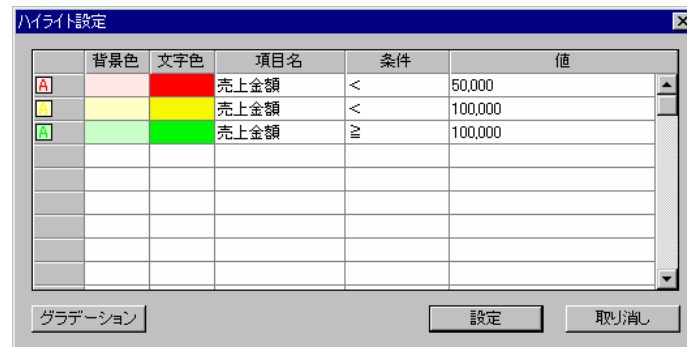 ハイライト設定
背景色 文字色 項目名 条件 値
A 売上金額 < 50,000
A 売上金額 < 100,000
A 売上金額 ≧ 100,000
グラデーション 設定 取り消し